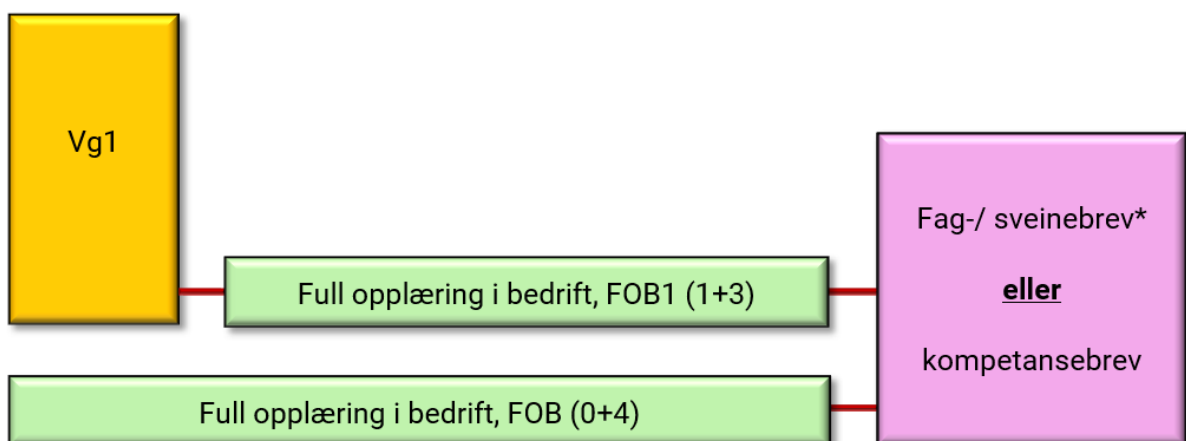 Vg1
Fag-/ sveinebrev*
eller
kompetansebrev
Full opplæring i bedrift, FOB1 (1+3)
Full opplæring i bedrift, FOB (0+4)